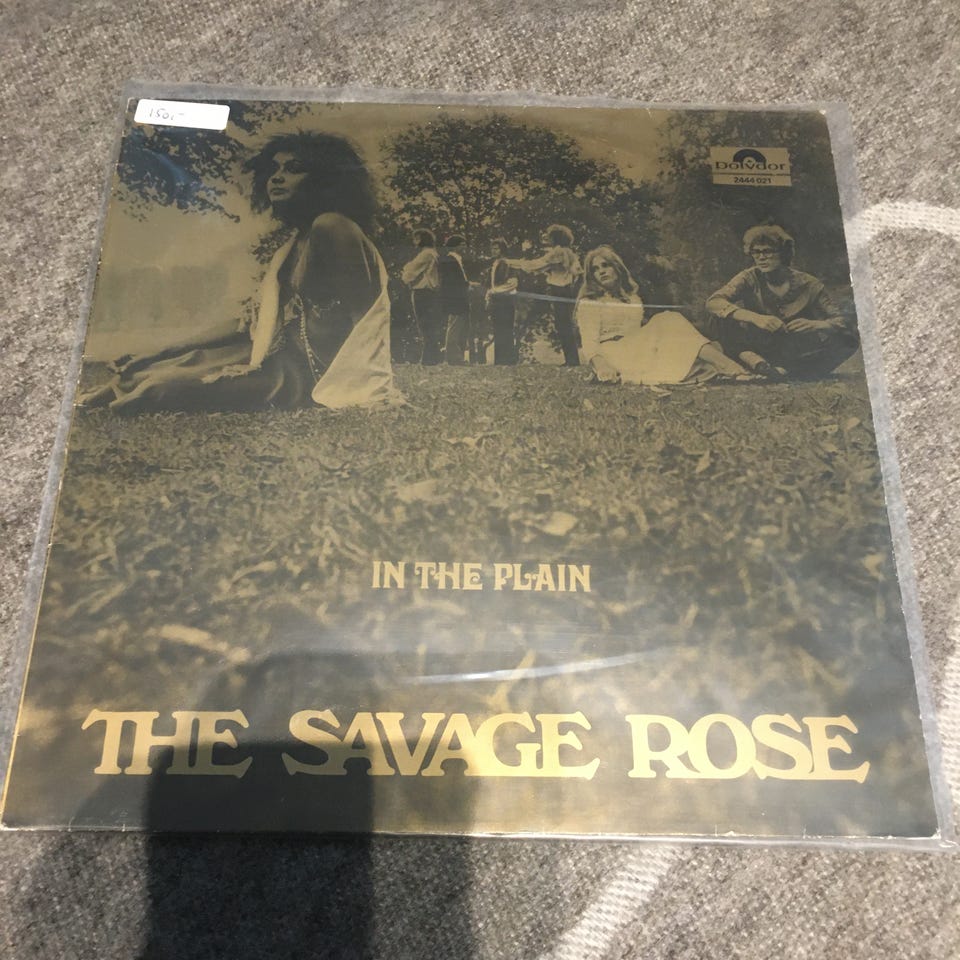 150,-
Polydor
2444 021
IN THE PLAIN
THE SAVAGE ROSE